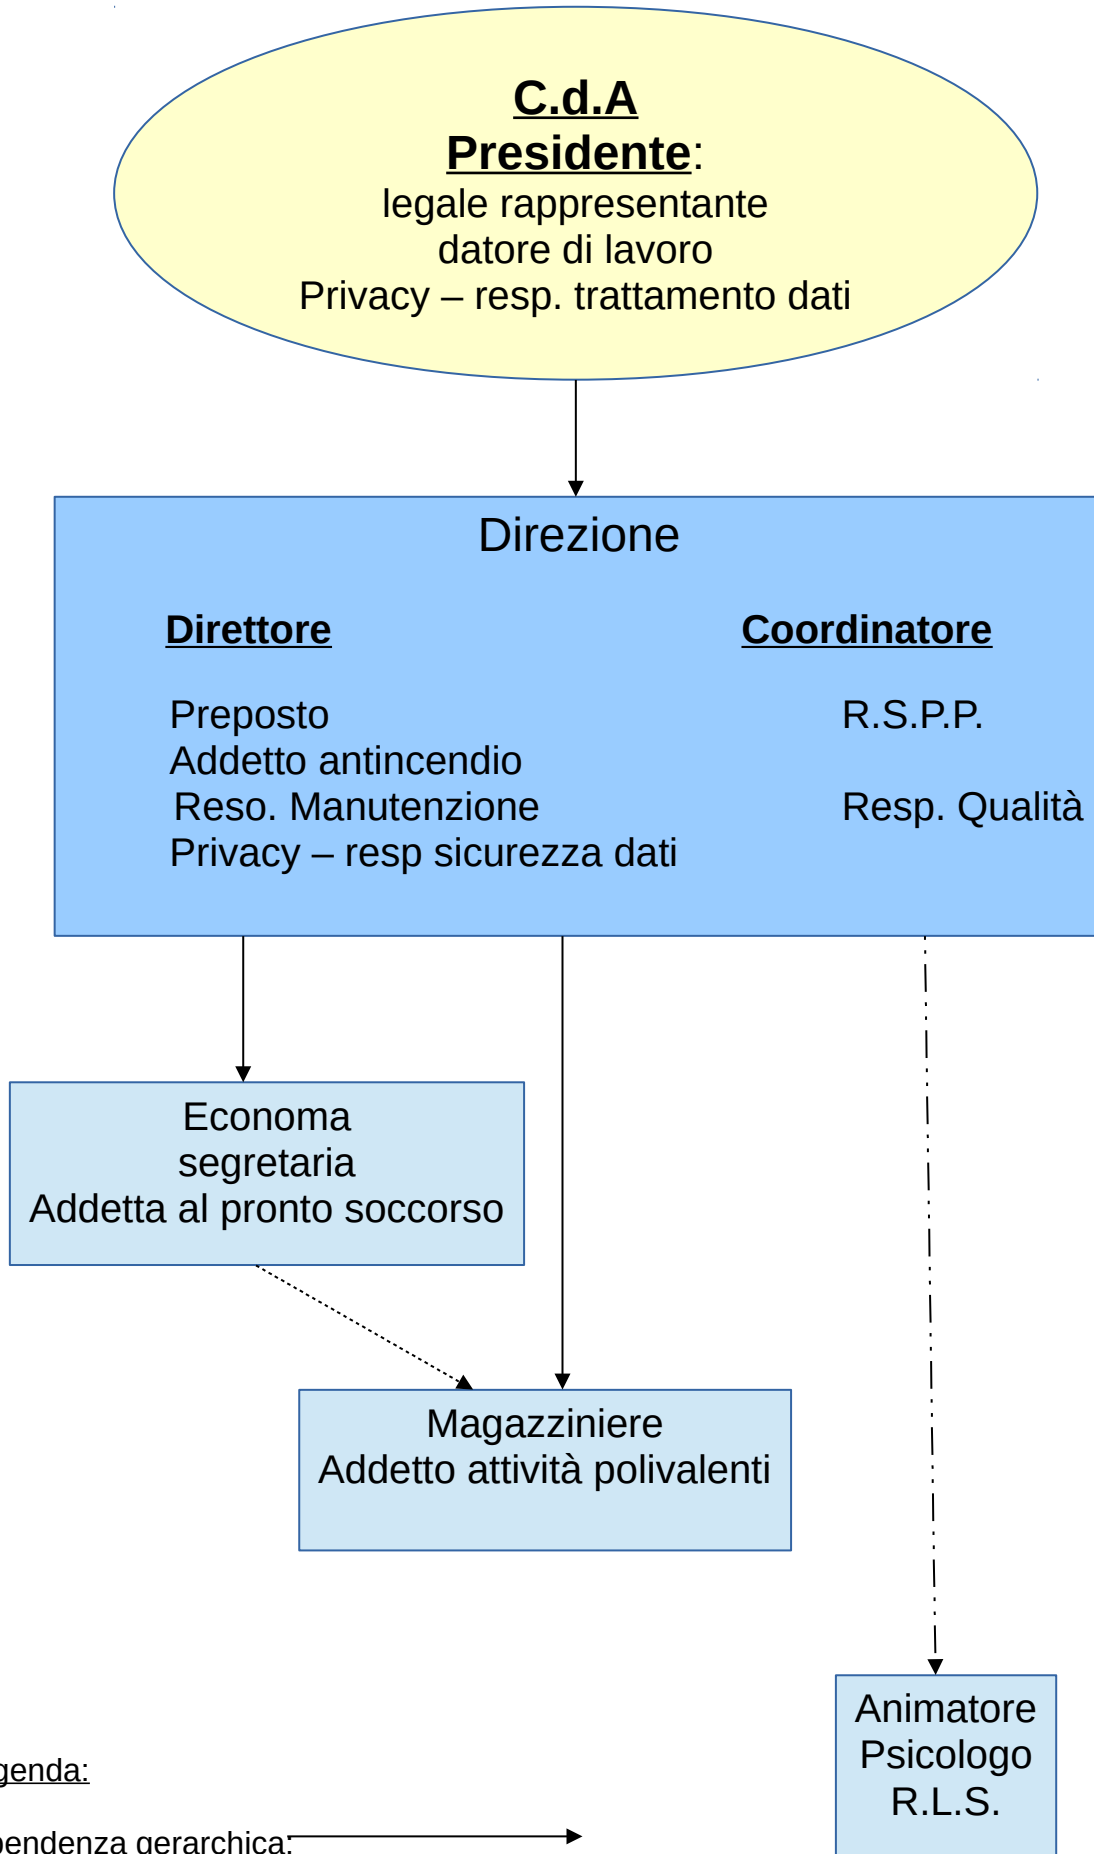 C.d.A
Presidente:
legale rappresentante
datore di lavoro
Privacy – resp. trattamento dati
Direzione
Direttore Coordinatore
Preposto R.S.P.P.
Addetto antincendio
Reso. Manutenzione Resp. Qualità
Privacy – resp sicurezza dati
Economa
segretaria
Addetta al pronto soccorso
Magazziniere
Addetto attività polivalenti
Animatore
Psicologo
R.L.S.
genda:
pendenza gerarchica: